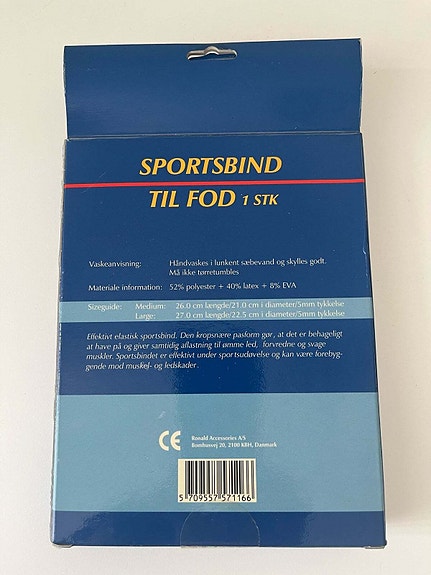 SPORTSBIND
TIL FOD 1 STK
Vaskeanvisning: Håndvaskes i lunkent sæbevand og skylles godt.
Må ikke tørretumbles
Materiale information: 52% polyester + 40% latex + 8% EVA
Sizeguide: Medium: 26.0 cm længde/21.0 cm i diameter/5mm tykkelse
Large: 27.0 cm længde/22.5 cm i diameter/5mm tykkelse
Effektivt elastisk sportsbind. Den kropsnære pasform gør, at det er behageligt
at have på og giver samtidig aflastning til ømme led, forvredne og svage
muskler. Sportsbindet er effektivt under sportsudøvelse og kan være forebyg-
gende mod muskel- og ledskader.
CE
Ronald Accessories A/S
Bomhusvej 20, 2100 KBH, Danmark
5 709557 571166